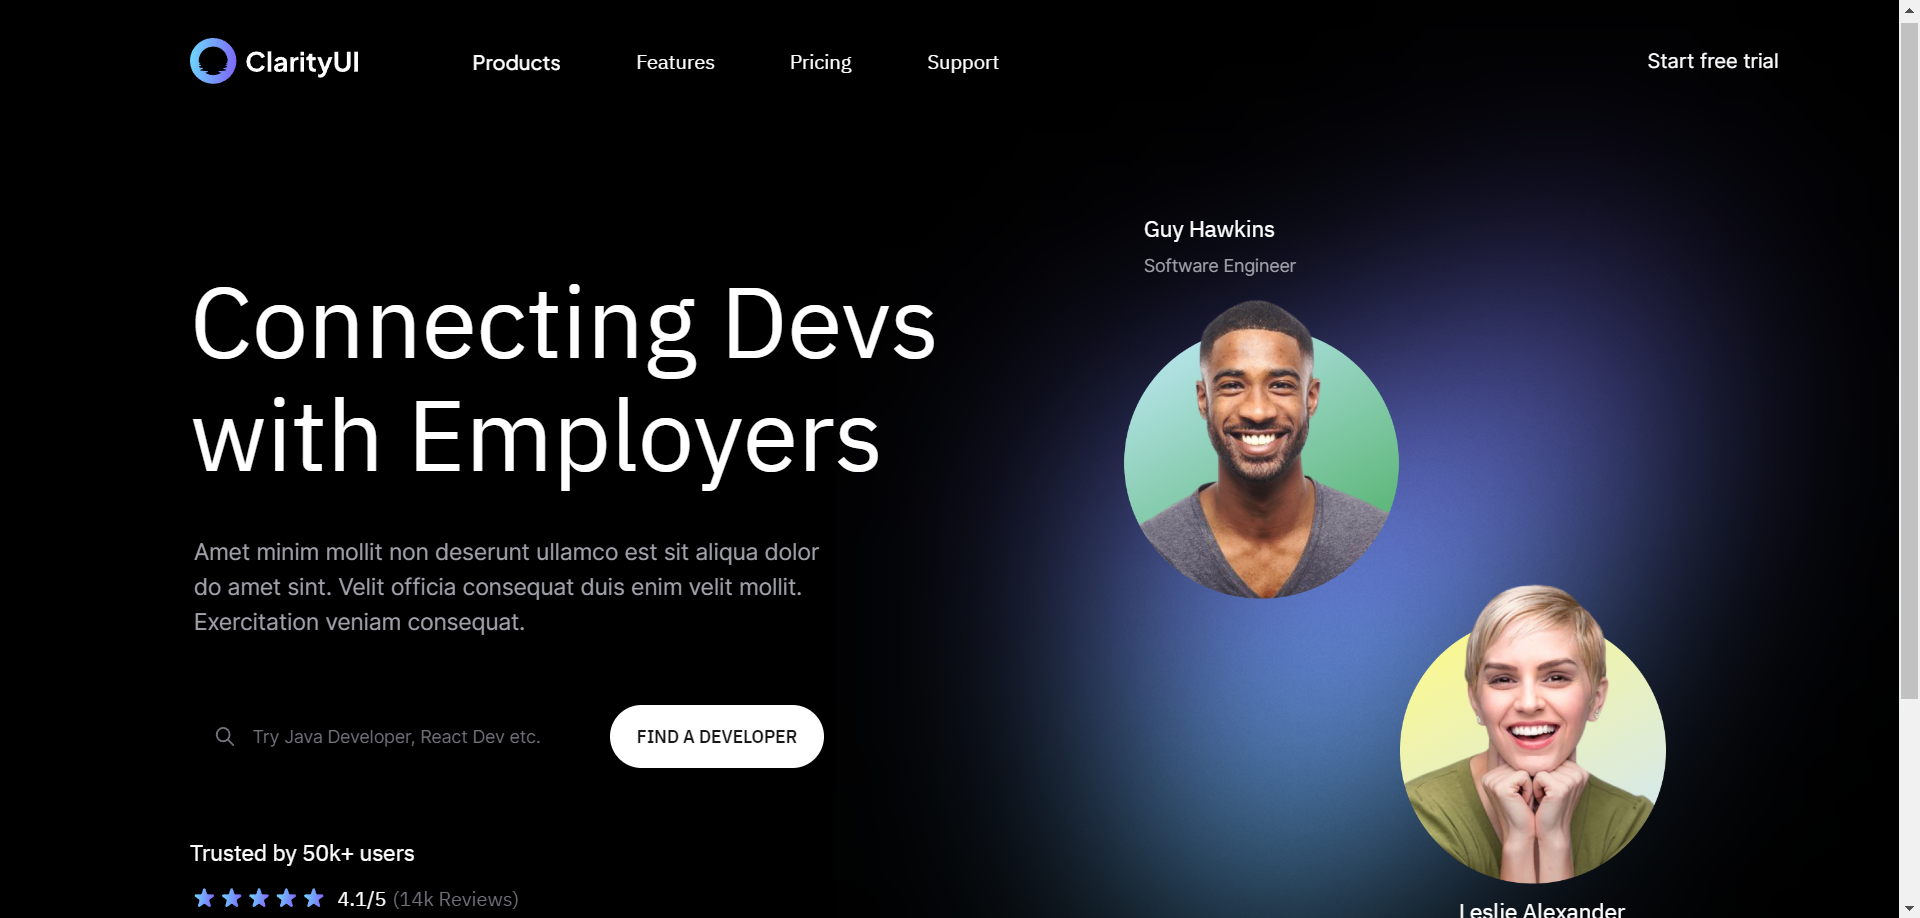 ClarityUI
Products
Features
Pricing
Support
Start free trial
Guy Hawkins
Software Engineer
Connecting Devs
with Employers
Amet minim mollit non deserunt ullamco est sit aliqua dolor
do amet sint. Velit officia consequat duis enim velit mollit.
Exercitation veniam consequat.
Try Java Developer, React Dev etc.
FIND A DEVELOPER
Trusted by 50k+ users
4.1/5 (14k Reviews)
Leslie Alexander